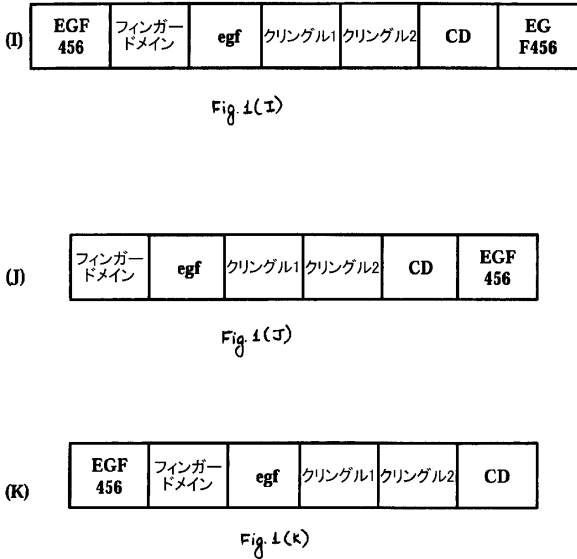 (I) EGF 456 フィンガードメイン egf クリングル1 クリングル2 CD EG F456
Fig. 1(I)
(J) フィンガードメイン egf クリングル1 クリングル2 CD EGF 456
Fig. 1(J)
(K) EGF 456 フィンガードメイン egf クリングル1 クリングル2 CD
Fig. 1(K)